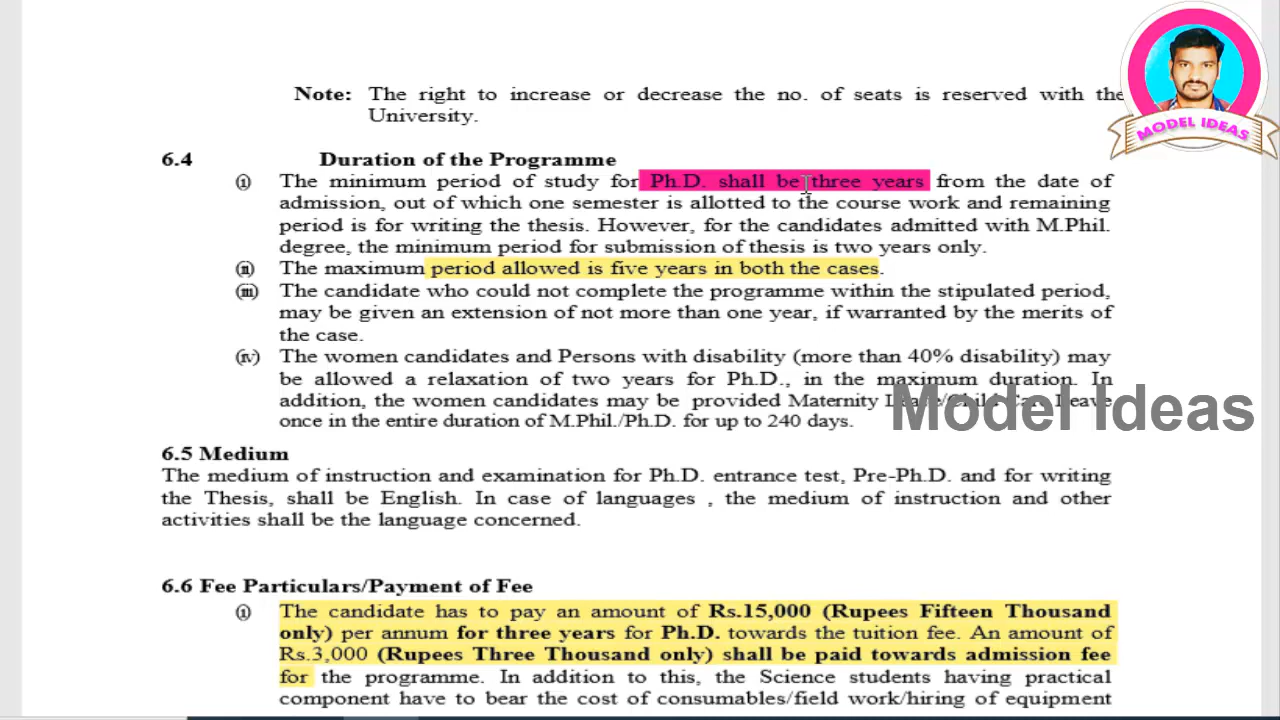 Note: The right to increase or decrease the no. of seats is reserved with the
University.
MODEL IDEAS
6.4 Duration of the Programme
(i) The minimum period of study for Ph.D. shall be three years from the date of
admission, out of which one semester is allotted to the course work and remaining
period is for writing the thesis. However, for the candidates admitted with M.Phil.
degree, the minimum period for submission of thesis is two years only.
(ii) The maximum period allowed is five years in both the cases.
(iii) The candidate who could not complete the programme within the stipulated period,
may be given an extension of not more than one year, if warranted by the merits of
the case.
(iv) The women candidates and Persons with disability (more than 40% disability) may
be allowed a relaxation of two years for Ph.D., in the maximum duration. In
addition, the women candidates may be provided Maternity Leave/Child Care Leave
once in the entire duration of M.Phil./Ph.D. for up to 240 days.
Model Ideas
6.5 Medium
The medium of instruction and examination for Ph.D. entrance test, Pre-Ph.D. and for writing
the Thesis, shall be English. In case of languages , the medium of instruction and other
activities shall be the language concerned.
6.6 Fee Particulars/Payment of Fee
(i) The candidate has to pay an amount of Rs.15,000 (Rupees Fifteen Thousand
only) per annum for three years for Ph.D. towards the tuition fee. An amount of
Rs.3,000 (Rupees Three Thousand only) shall be paid towards admission fee
for the programme. In addition to this, the Science students having practical
component have to bear the cost of consumables/field work/hiring of equipment